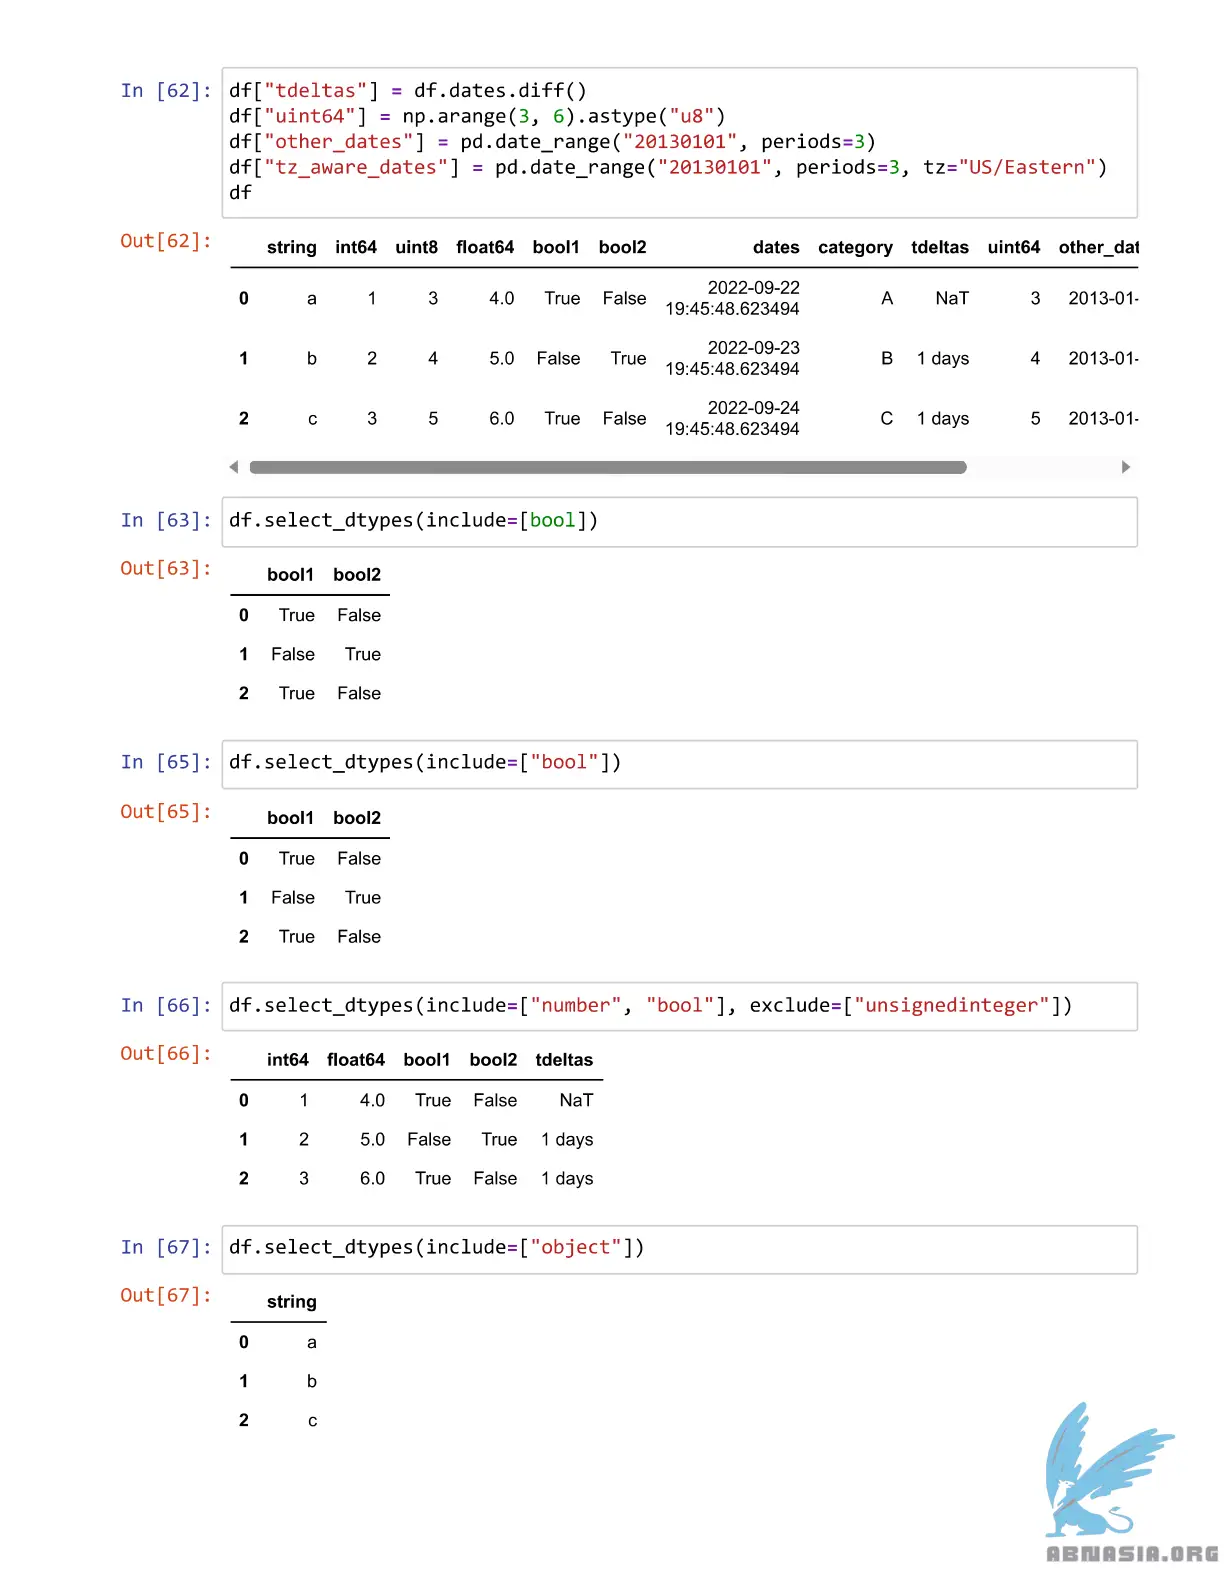 In [62]: df["tdeltas"] = df.dates.diff()
df["uint64"] = np.arange(3, 6).astype("u8")
df["other_dates"] = pd.date_range("20130101", periods=3)
df["tz_aware_dates"] = pd.date_range("20130101", periods=3, tz="US/Eastern")
df
Out[62]:
string int64 uint8 float64 bool1 bool2 dates category tdeltas uint64 other_dat
0 a 1 3 4.0 True False 2022-09-22 19:45:48.623494 A NaT 3 2013-01-
1 b 2 4 5.0 False True 2022-09-23 19:45:48.623494 B 1 days 4 2013-01-
2 c 3 5 6.0 True False 2022-09-24 19:45:48.623494 C 1 days 5 2013-01-
In [63]: df.select_dtypes(include=[bool])
Out[63]:
bool1 bool2
0 True False
1 False True
2 True False
In [65]: df.select_dtypes(include=["bool"])
Out[65]:
bool1 bool2
0 True False
1 False True
2 True False
In [66]: df.select_dtypes(include=["number", "bool"], exclude=["unsignedinteger"])
Out[66]:
int64 float64 bool1 bool2 tdeltas
0 1 4.0 True False NaT
1 2 5.0 False True 1 days
2 3 6.0 True False 1 days
In [67]: df.select_dtypes(include=["object"])
Out[67]:
string
0 a
1 b
2 c
ABNASIA.ORG